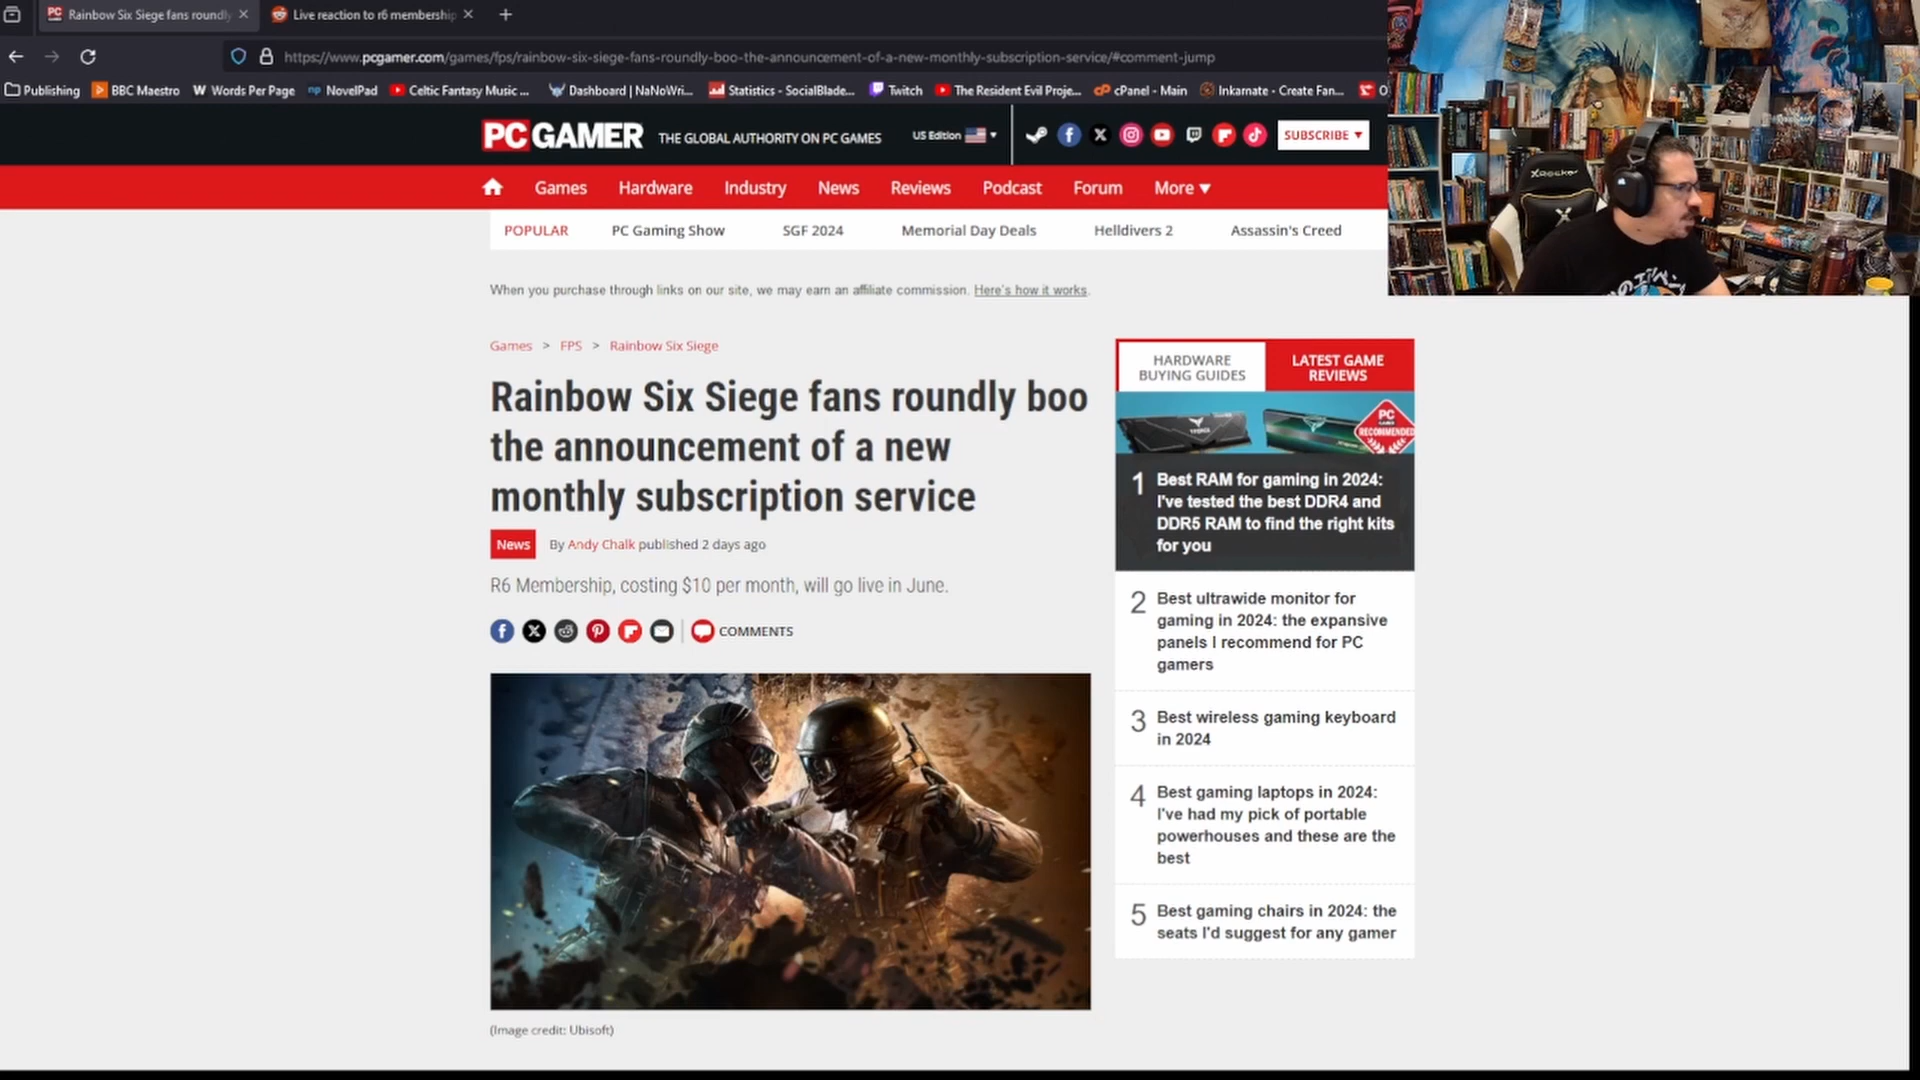 Rainbow Six Siege fans roundly
Live reaction to r6 membership
https://www.pcgamer.com/games/fps/rainbow-six-siege-fans-roundly-boo-the-announcement-of-a-new-monthly-subscription-service/#comment-jump
Publishing BBC Maestro W Words Per Page np NovelPad Celtic Fantasy Music ... Dashboard | NaNoWri... Statistics - SocialBlade... Twitch The Resident Evil Proje... cPanel - Main Inkarnate - Create Fan... O
PC GAMER THE GLOBAL AUTHORITY ON PC GAMES US Edition SUBSCRIBE
Games Hardware Industry News Reviews Podcast Forum More
POPULAR PC Gaming Show SGF 2024 Memorial Day Deals Helldivers 2 Assassin's Creed
XRocker
X
When you purchase through links on our site, we may earn an affiliate commission. Here's how it works.
Games > FPS > Rainbow Six Siege
Rainbow Six Siege fans roundly boo
the announcement of a new
monthly subscription service
News By Andy Chalk published 2 days ago
R6 Membership, costing $10 per month, will go live in June.
COMMENTS
(Image credit: Ubisoft)
HARDWARE
BUYING GUIDES
LATEST GAME
REVIEWS
PC
GAMER
RECOMMENDED
1 Best RAM for gaming in 2024:
I've tested the best DDR4 and
DDR5 RAM to find the right kits
for you
2 Best ultrawide monitor for
gaming in 2024: the expansive
panels I recommend for PC
gamers
3 Best wireless gaming keyboard
in 2024
4 Best gaming laptops in 2024:
I've had my pick of portable
powerhouses and these are the
best
5 Best gaming chairs in 2024: the
seats I'd suggest for any gamer